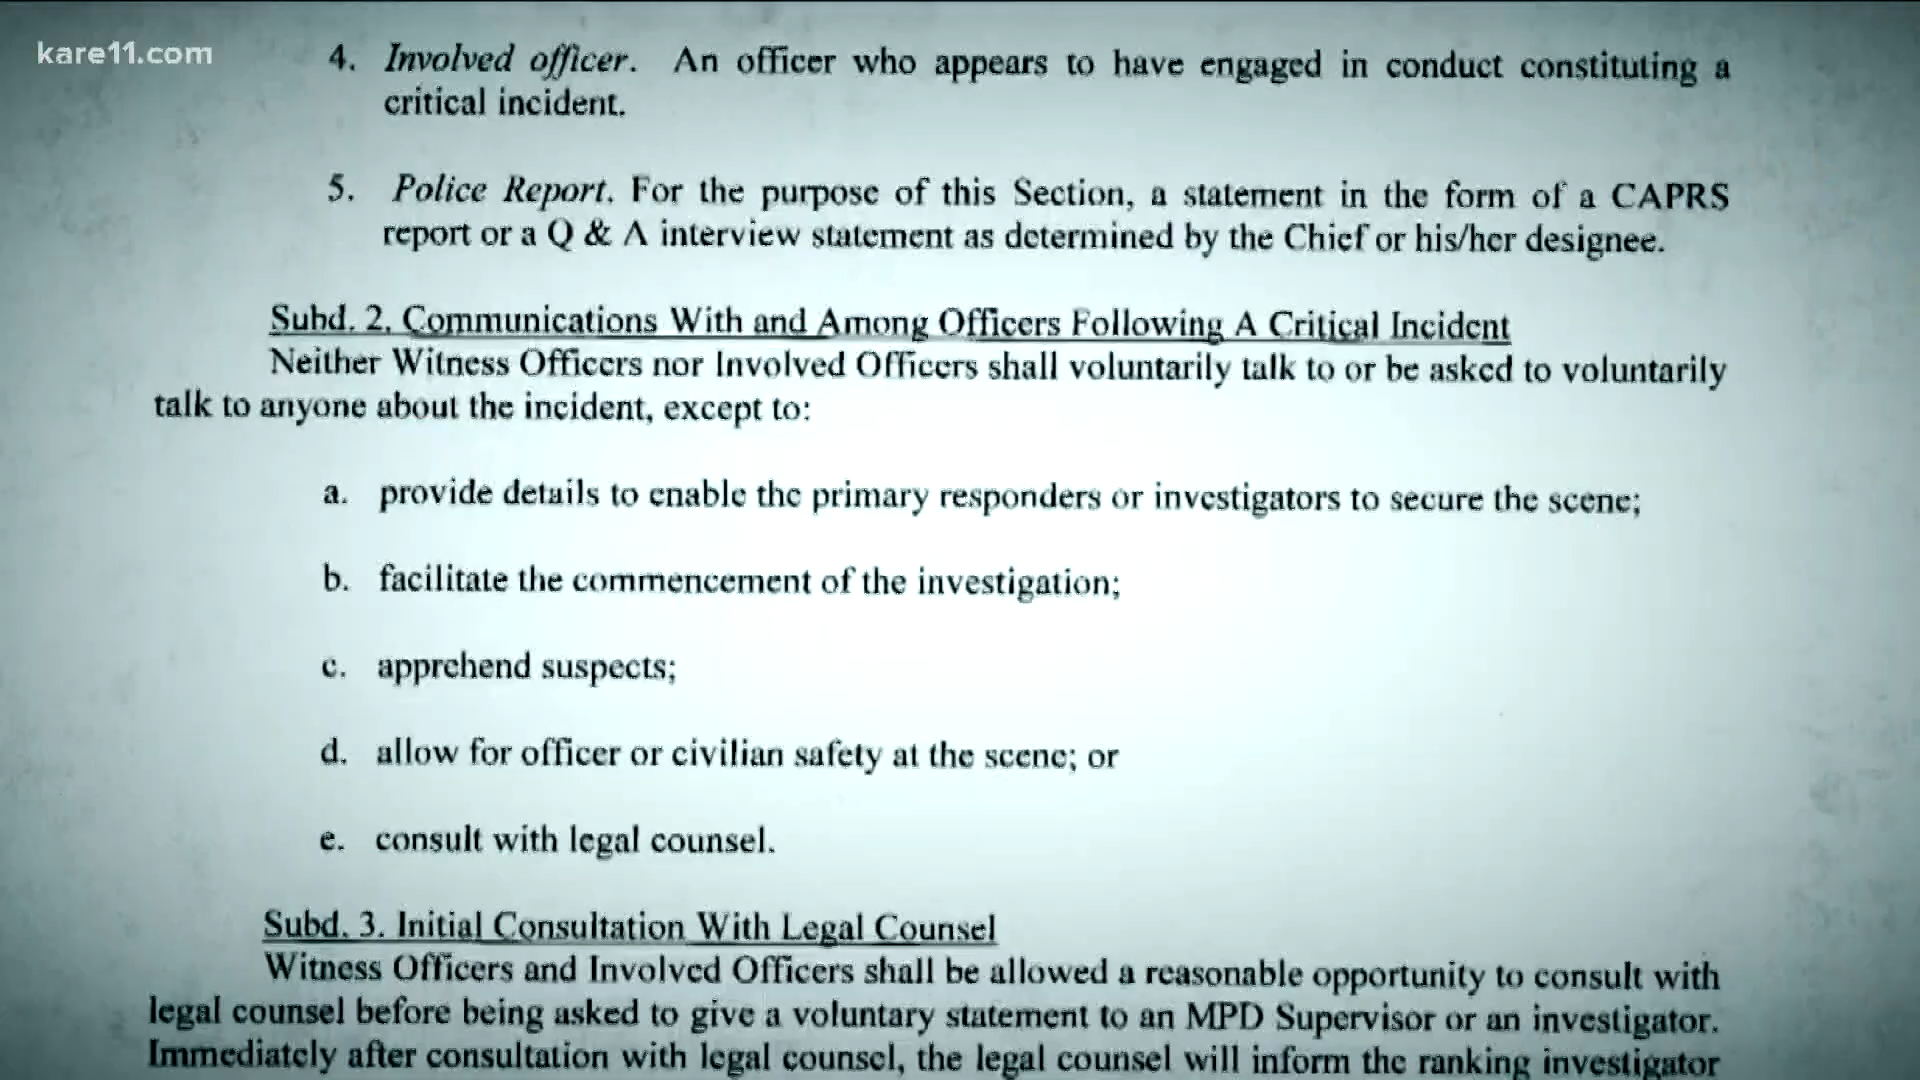 kare11.com
4. Involved officer. An officer who appears to have engaged in conduct constituting a
critical incident.
5. Police Report. For the purpose of this Section, a statement in the form of a CAPRS
report or a Q & A interview statement as determined by the Chief or his/her designee.
Subd. 2. Communications With and Among Officers Following A Critical Incident
Neither Witness Officers nor Involved Officers shall voluntarily talk to or be asked to voluntarily
talk to anyone about the incident, except to:
a. provide details to enable the primary responders or investigators to secure the scene;
b. facilitate the commencement of the investigation;
c. apprehend suspects;
d. allow for officer or civilian safety at the scene; or
e. consult with legal counsel.
Subd. 3. Initial Consultation With Legal Counsel
Witness Officers and Involved Officers shall be allowed a reasonable opportunity to consult with
legal counsel before being asked to give a voluntary statement to an MPD Supervisor or an investigator.
Immediately after consultation with legal counsel, the legal counsel will inform the ranking investigator